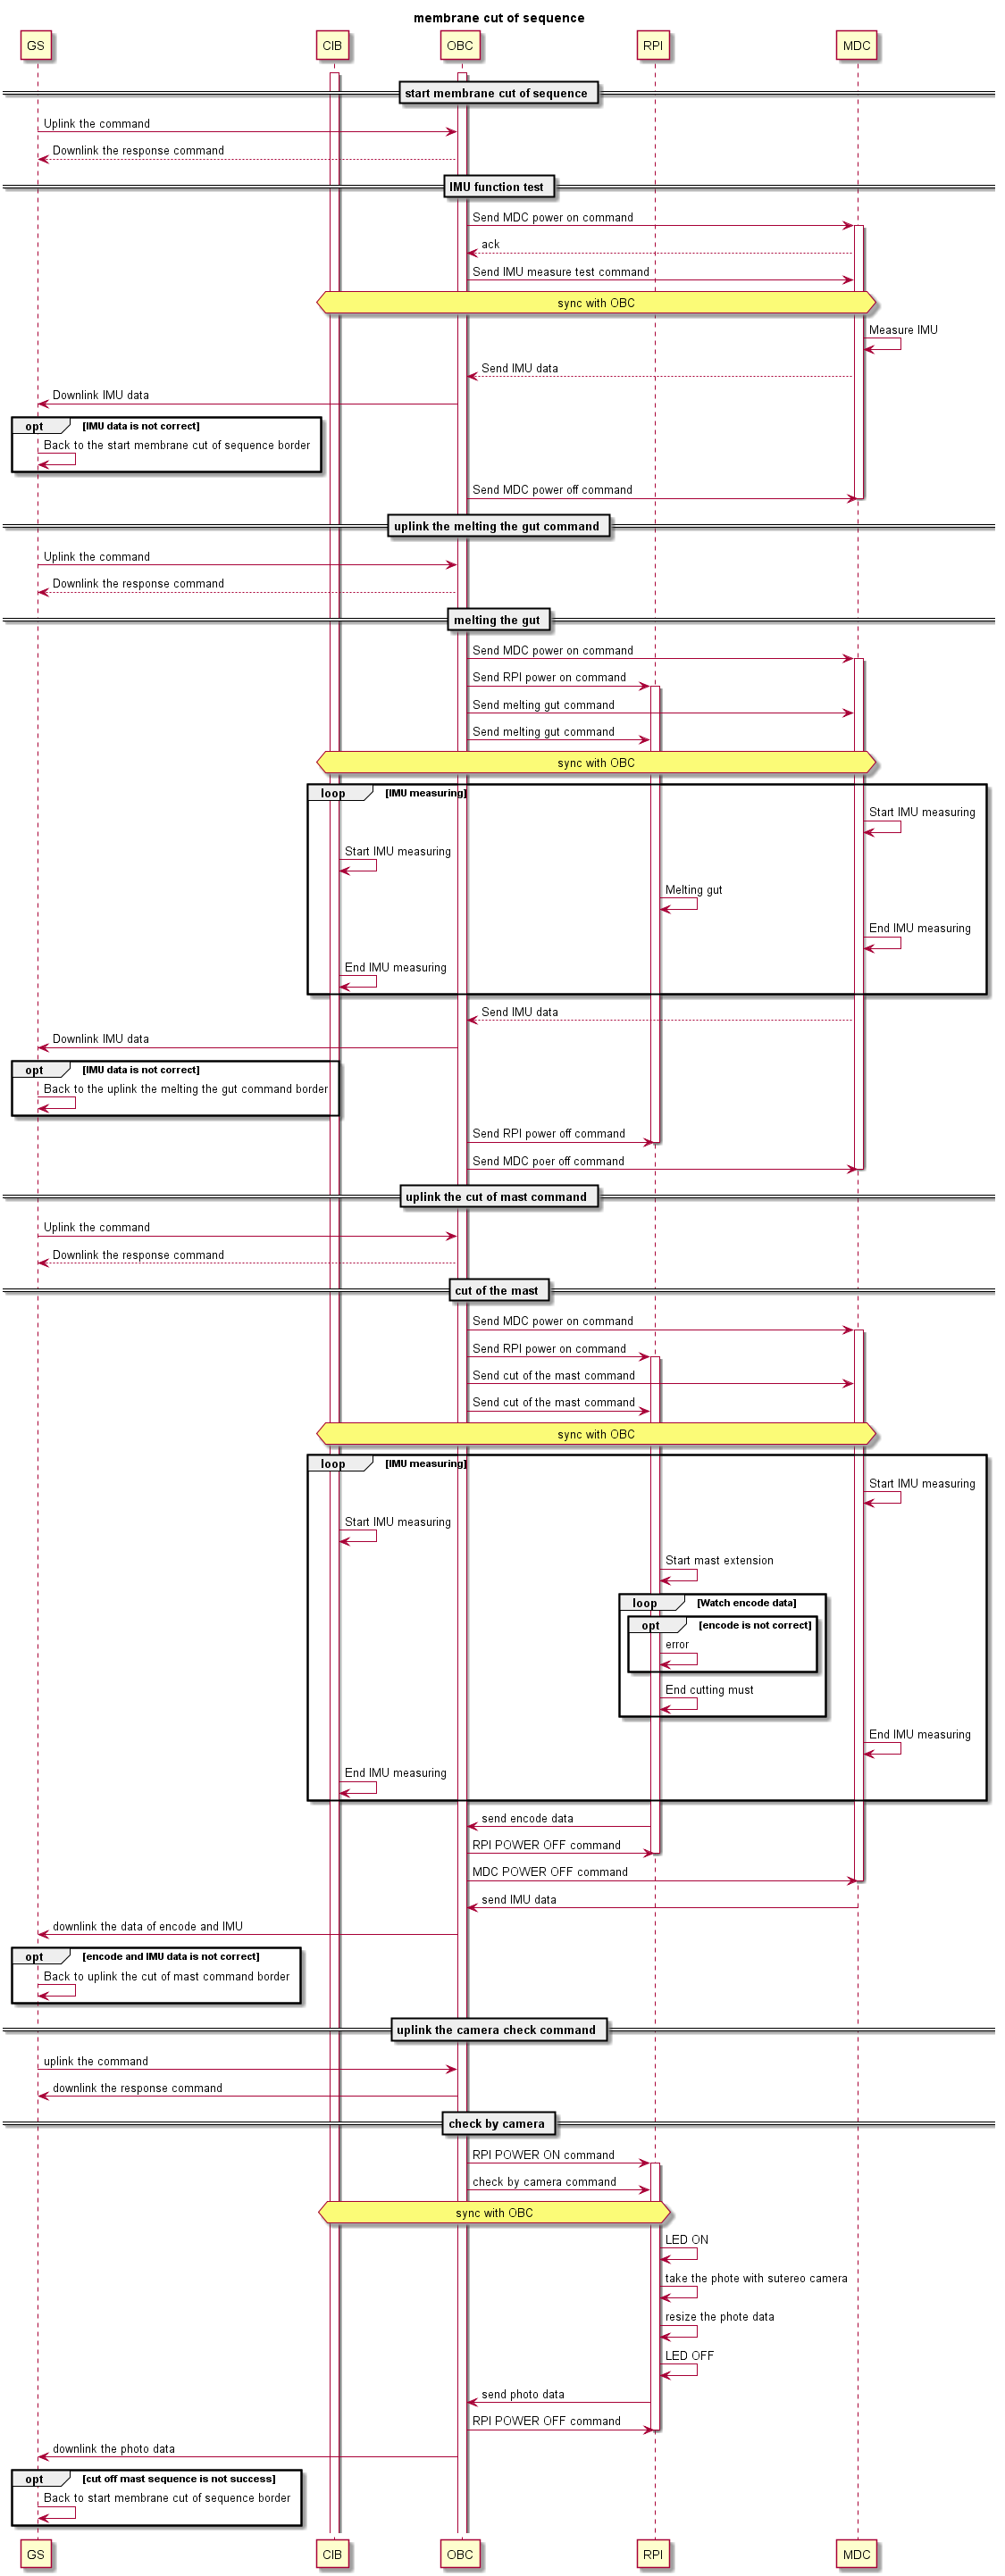 membrane cut of sequence
GS
CIB
OBC
RPI
MDC
start membrane cut of sequence
Uplink the command
Downlink the response command
IMU function test
Send MDC power on command
ack
Send IMU measure test command
sync with OBC
Measure IMU
Send IMU data
Downlink IMU data
opt [IMU data is not correct]
Back to the start membrane cut of sequence border
Send MDC power off command
uplink the melting the gut command
Uplink the command
Downlink the response command
melting the gut
Send MDC power on command
Send RPI power on command
Send melting gut command
Send melting gut command
sync with OBC
loop [IMU measuring]
Start IMU measuring
Start IMU measuring
Melting gut
End IMU measuring
End IMU measuring
Send IMU data
Downlink IMU data
opt [IMU data is not correct]
Back to the uplink the melting the gut command border
Send RPI power off command
Send MDC poer off command
uplink the cut of mast command
Uplink the command
Downlink the response command
cut of the mast
Send MDC power on command
Send RPI power on command
Send cut of the mast command
Send cut of the mast command
sync with OBC
loop [IMU measuring]
Start IMU measuring
Start IMU measuring
Start mast extension
loop [Watch encode data]
opt [encode is not correct]
error
End cutting must
End IMU measuring
End IMU measuring
send encode data
RPI POWER OFF command
MDC POWER OFF command
send IMU data
downlink the data of encode and IMU
opt [encode and IMU data is not correct]
Back to uplink the cut of mast command border
uplink the camera check command
uplink the command
downlink the response command
check by camera
RPI POWER ON command
check by camera command
sync with OBC
LED ON
take the phote with sutereo camera
resize the phote data
LED OFF
send photo data
RPI POWER OFF command
downlink the photo data
opt [cut off mast sequence is not success]
Back to start membrane cut of sequence border
GS
CIB
OBC
RPI
MDC